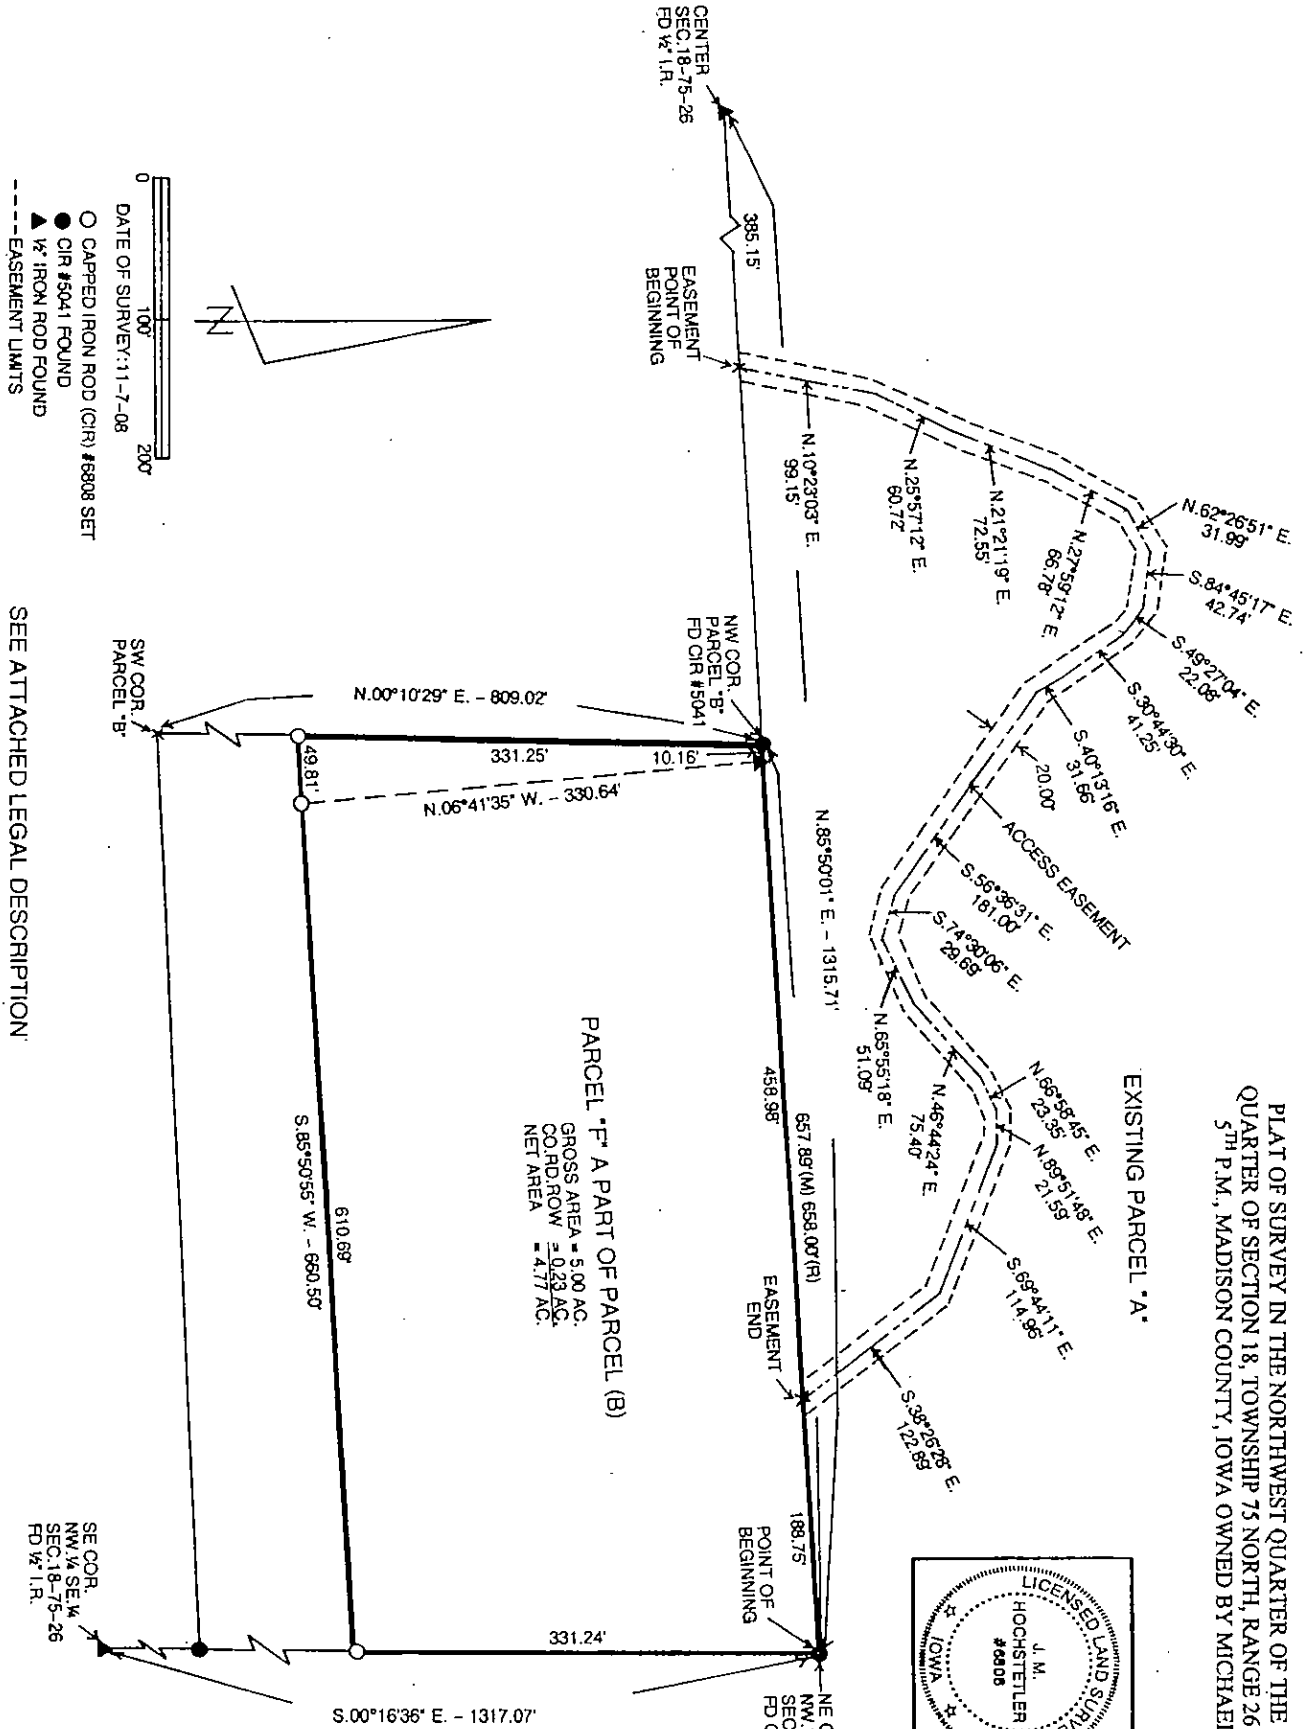 PLAT OF SURVEY IN THE NORTHWEST QUARTER OF THE
QUARTER OF SECTION 18, TOWNSHIP 75 NORTH, RANGE 26
5TH P.M., MADISON COUNTY, IOWA OWNED BY MICHAEL
LICENSED LAND SURVE
J. M.
HOCHSTETLER
#6808
IOWA
EXISTING PARCEL "A"
N.62°26'51" E.
31.99'
S.84°45'17" E.
42.74'
S.49°27'04" E.
22.08'
S.30°44'30" E.
41.25'
S.40°13'16" E.
31.66'
20.00'
ACCESS EASEMENT
S.56°36'31" E.
181.00'
S.74°30'06" E.
29.69'
N.66°58'45" E.
23.35'
N.89°51'48" E.
21.59'
S.69°44'11" E.
114.96'
S.38°26'28" E.
122.89'
N.27°59'12" E.
66.78'
N.21°21'19" E.
72.55'
N.25°57'12" E.
60.72'
N.10°23'03" E.
99.15'
N.65°55'18" E.
51.09'
N.46°44'24" E.
75.40'
CENTER
SEC.18-75-26
FD ½" I.R.
385.15'
EASEMENT
POINT OF
BEGINNING
NW COR.
PARCEL "B"
FD CIR #5041
N.85°50'01" E. - 1315.71'
458.98'
657.89'(M) 658.00'(R)
EASEMENT
END
188.75'
POINT OF
BEGINNING
NE C
NW.
SEC
FD C
N.00°10'29" E. - 809.02'
331.25'
10.16'
49.81'
N.06°41'35" W. - 330.64'
PARCEL "F" A PART OF PARCEL (B)
GROSS AREA = 5.00 AC.
CO.RD.ROW = 0.23 AC.
NET AREA = 4.77 AC.
610.69'
S.85°50'55" W. - 660.50'
331.24'
S.00°16'36" E. - 1317.07'
SW COR.
PARCEL "B"
SE COR.
NW.¼ SE.¼
SEC.18-75-26
FD ½" I.R.
N
0 100' 200'
DATE OF SURVEY:11-7-08
CAPPED IRON ROD (CIR) #6808 SET
CIR #5041 FOUND
½" IRON ROD FOUND
----EASEMENT LIMITS
SEE ATTACHED LEGAL DESCRIPTION